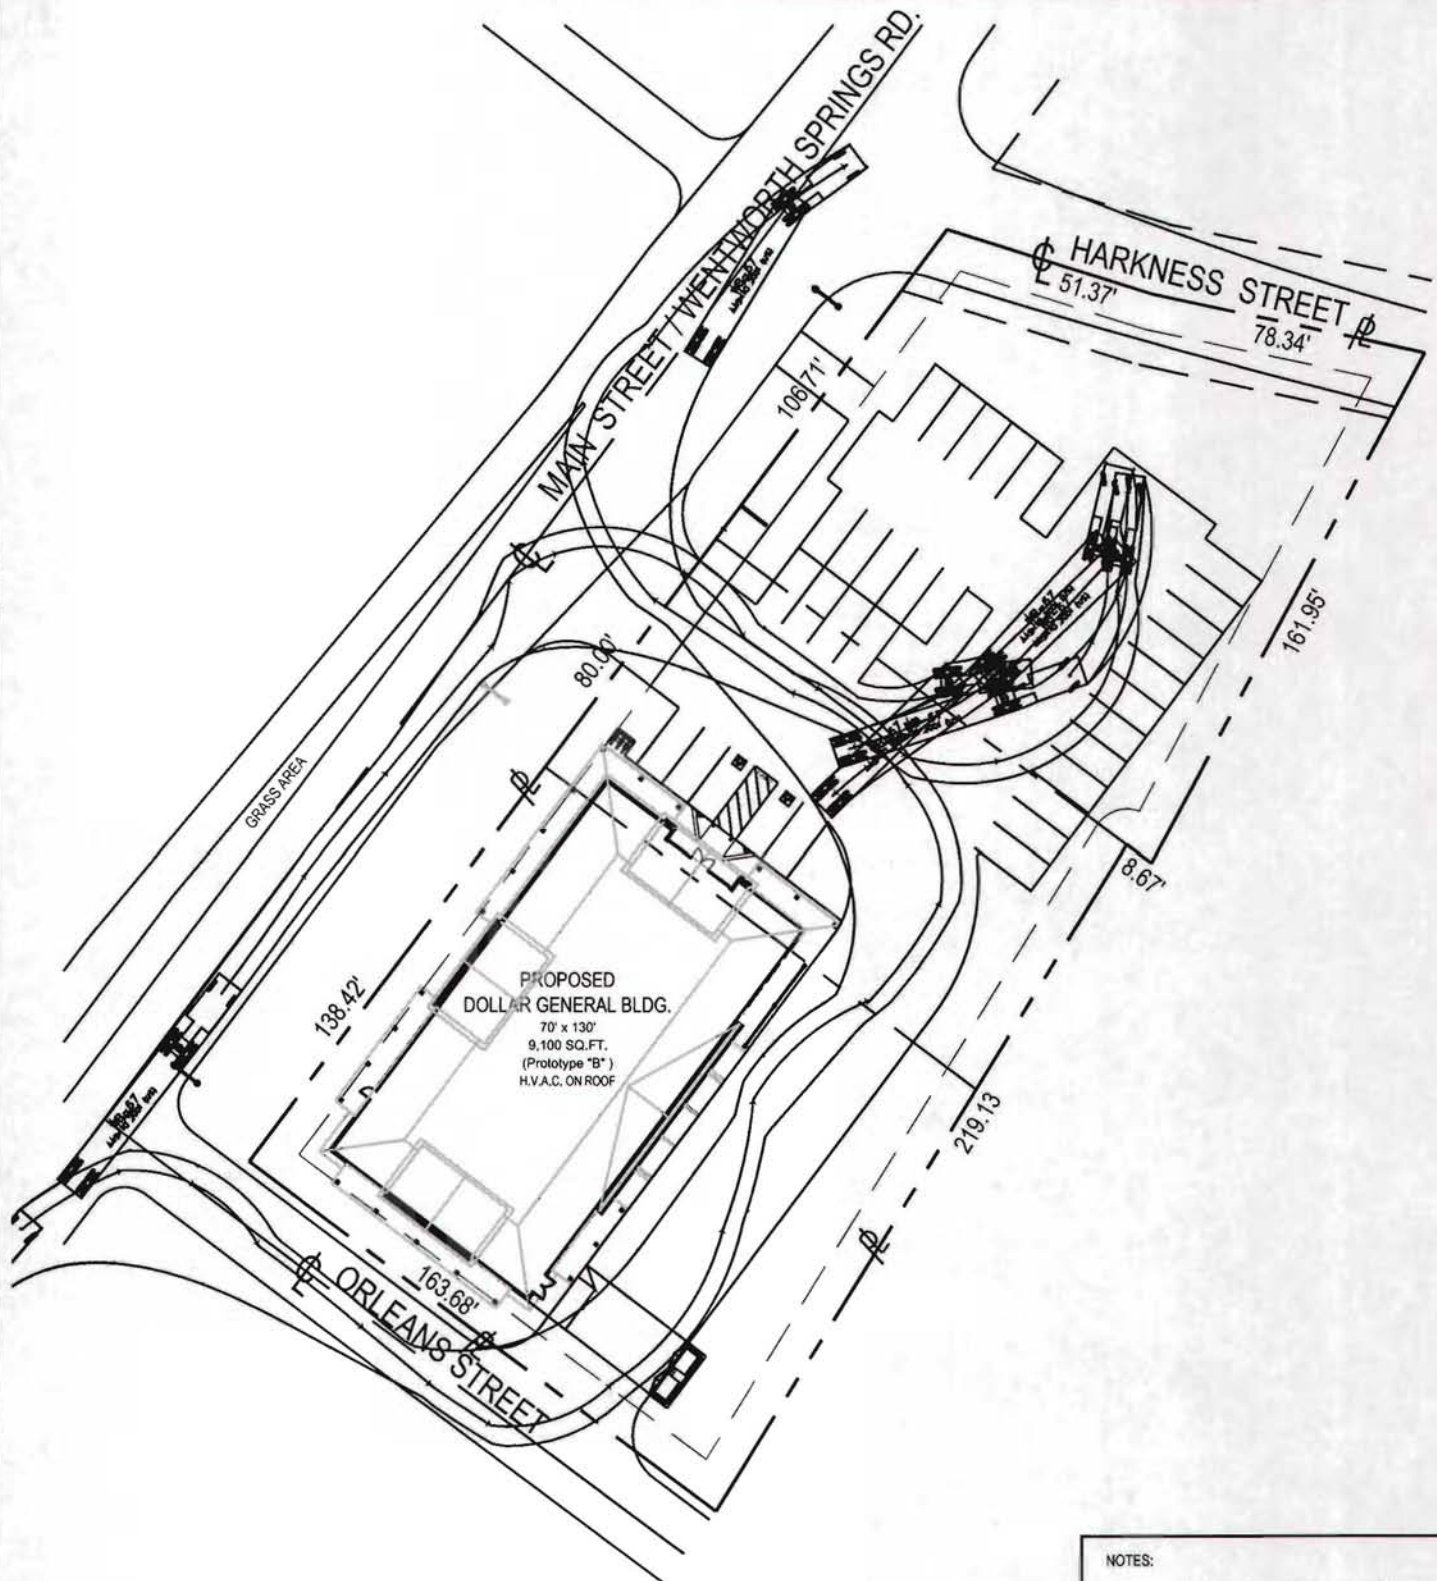 MAIN STREET / WENTWORTH SPRINGS RD.
℄ HARKNESS STREET ⅊
51.37'
78.34'
106.71'
℄
161.95'
80.00'
⅊
GRASS AREA
8.67'
138.42'
PROPOSED
DOLLAR GENERAL BLDG.
70' x 130'
9,100 SQ.FT.
(Prototype "B" )
H.V.A.C. ON ROOF
219.13
⅊
163.68'
℄ ORLEANS STREET
⅊
NOTES: